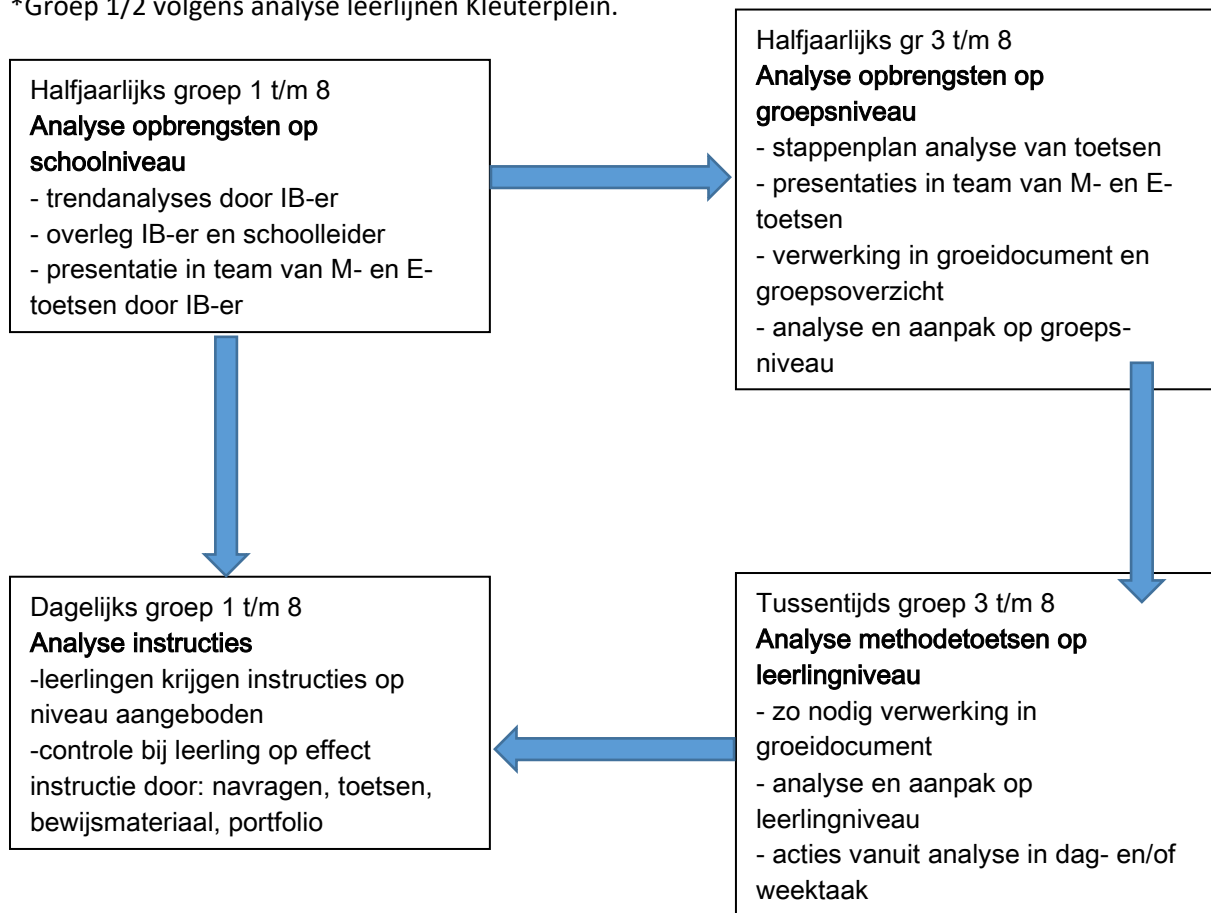 *Groep 1/2 volgens analyse leerlijnen Kleuterplein.
Halfjaarlijks groep 1 t/m 8
Analyse opbrengsten op
schoolniveau
- trendanalyses door IB-er
- overleg IB-er en schoolleider
- presentatie in team van M- en E-
toetsen door IB-er
Halfjaarlijks gr 3 t/m 8
Analyse opbrengsten op
groepsniveau
- stappenplan analyse van toetsen
- presentaties in team van M- en E-
toetsen
- verwerking in groeidocument en
groepsoverzicht
- analyse en aanpak op groeps-
niveau
Dagelijks groep 1 t/m 8
Analyse instructies
-leerlingen krijgen instructies op
niveau aangeboden
-controle bij leerling op effect
instructie door: navragen, toetsen,
bewijsmateriaal, portfolio
Tussentijds groep 3 t/m 8
Analyse methodetoetsen op
leerlingniveau
- zo nodig verwerking in
groeidocument
- analyse en aanpak op
leerlingniveau
- acties vanuit analyse in dag- en/of
weektaak